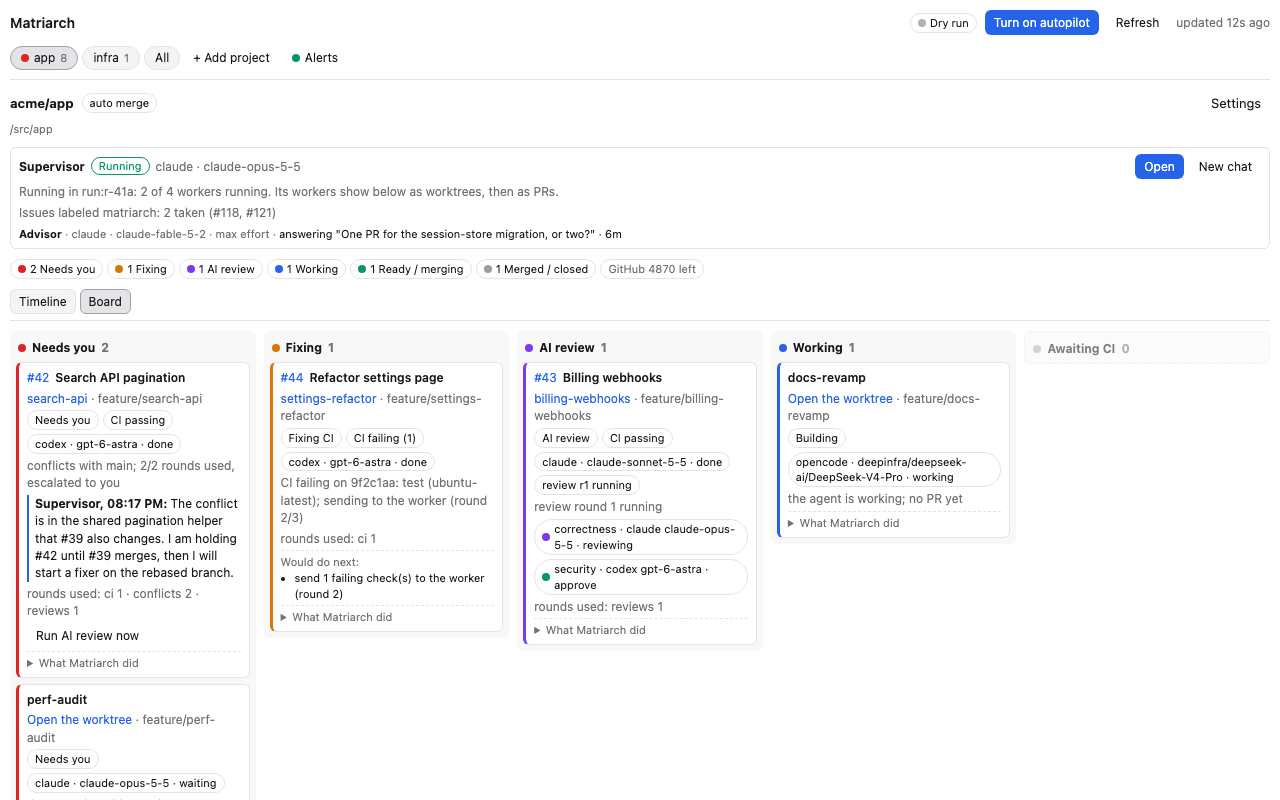 Matriarch
Dry run
Turn on autopilot
Refresh
updated 12s ago
app 8
infra 1
All
+ Add project
Alerts
acme/app
auto merge
Settings
/src/app
Supervisor
Running
claude · claude-opus-5-5
Open
New chat
Running in run:r-41a: 2 of 4 workers running. Its workers show below as worktrees, then as PRs.
Issues labeled matriarch: 2 taken (#118, #121)
Advisor · claude · claude-fable-5-2 · max effort · answering "One PR for the session-store migration, or two?" · 6m
2 Needs you
1 Fixing
1 AI review
1 Working
1 Ready / merging
1 Merged / closed
GitHub 4870 left
Timeline
Board
Needs you 2
#42 Search API pagination
search-api · feature/search-api
Needs you
CI passing
codex · gpt-6-astra · done
conflicts with main; 2/2 rounds used,
escalated to you
Supervisor, 08:17 PM: The conflict
is in the shared pagination helper
that #39 also changes. I am holding
#42 until #39 merges, then I will
start a fixer on the rebased branch.
rounds used: ci 1 · conflicts 2 ·
reviews 1
Run AI review now
What Matriarch did
perf-audit
Open the worktree · feature/perf-
audit
Needs you
claude · claude-opus-5-5 · waiting
Fixing 1
#44 Refactor settings page
settings-refactor · feature/settings-
refactor
Fixing CI
CI failing (1)
codex · gpt-6-astra · done
CI failing on 9f2c1aa: test (ubuntu-
latest); sending to the worker (round
2/3)
rounds used: ci 1
Would do next:
• send 1 failing check(s) to the worker
(round 2)
What Matriarch did
AI review 1
#43 Billing webhooks
billing-webhooks · feature/billing-
webhooks
AI review
CI passing
claude · claude-sonnet-5-5 · done
review r1 running
review round 1 running
correctness · claude claude-opus-
5-5 · reviewing
security · codex gpt-6-astra ·
approve
rounds used: reviews 1
What Matriarch did
Working 1
docs-revamp
Open the worktree · feature/docs-
revamp
Building
opencode · deepinfra/deepseek-
ai/DeepSeek-V4-Pro · working
the agent is working; no PR yet
What Matriarch did
Awaiting CI 0